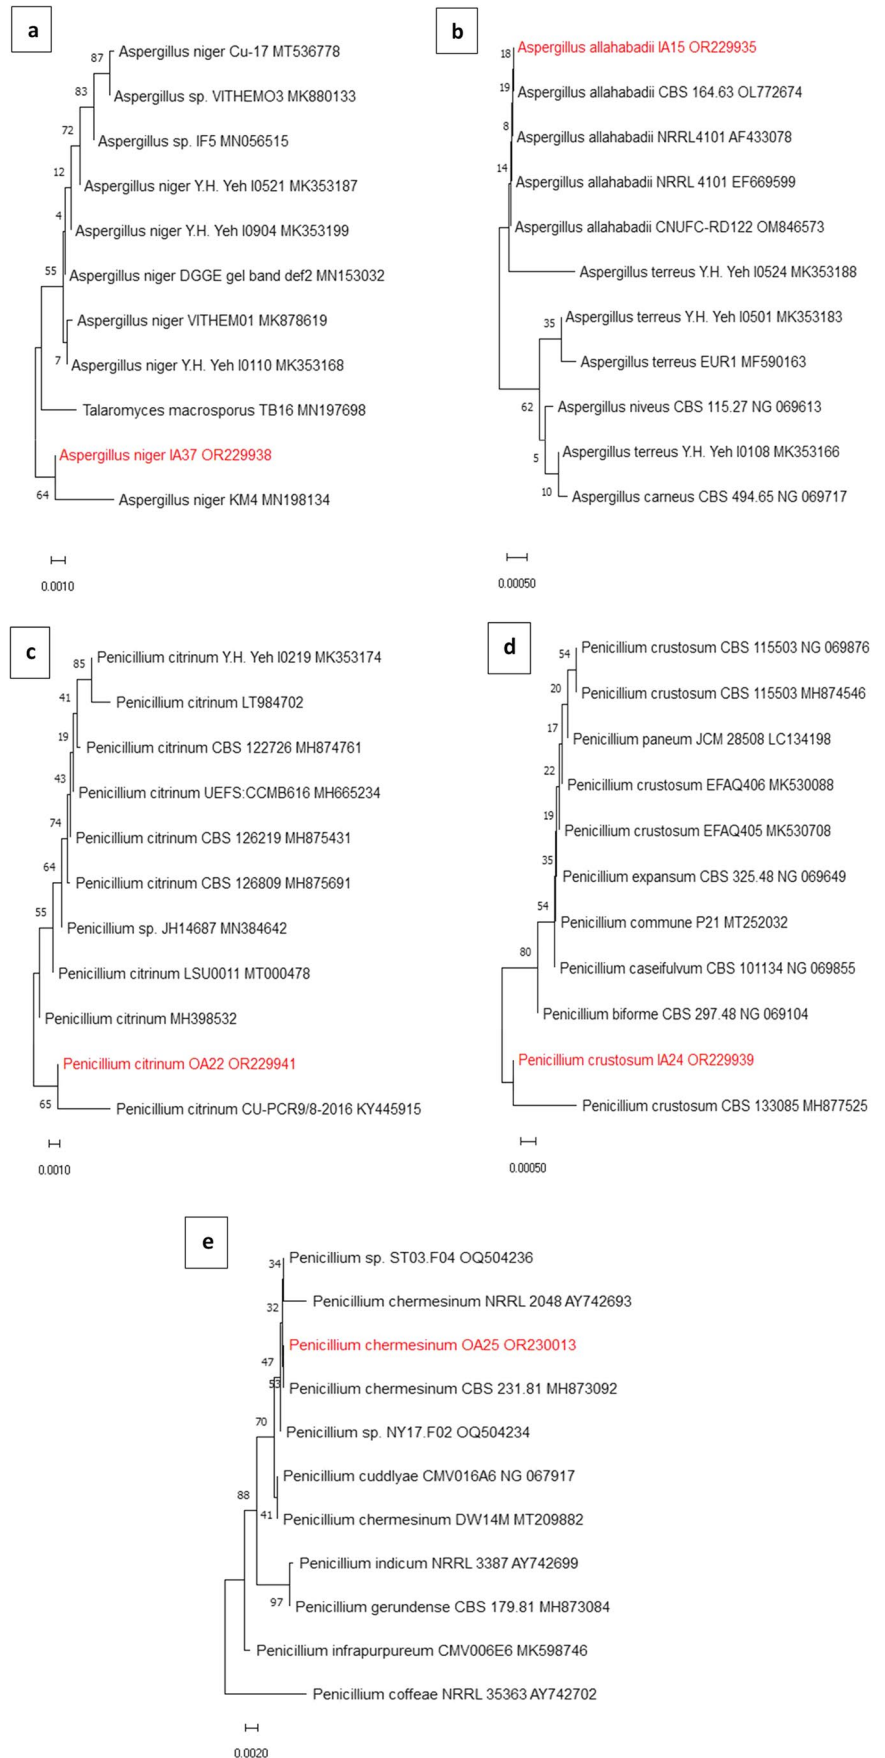 a
87
Aspergillus niger Cu-17 MT536778
83
Aspergillus sp. VITHEMO3 MK880133
72
Aspergillus sp. IF5 MN056515
12
Aspergillus niger Y.H. Yeh I0521 MK353187
4
Aspergillus niger Y.H. Yeh I0904 MK353199
55
Aspergillus niger DGGE gel band def2 MN153032
Aspergillus niger VITHEM01 MK878619
7
Aspergillus niger Y.H. Yeh I0110 MK353168
Talaromyces macrosporus TB16 MN197698
Aspergillus niger IA37 OR229938
64
Aspergillus niger KM4 MN198134
0.0010
b
18
Aspergillus allahabadii IA15 OR229935
19
Aspergillus allahabadii CBS 164.63 OL772674
8
Aspergillus allahabadii NRRL4101 AF433078
14
Aspergillus allahabadii NRRL 4101 EF669599
Aspergillus allahabadii CNUFC-RD122 OM846573
Aspergillus terreus Y.H. Yeh I0524 MK353188
35
Aspergillus terreus Y.H. Yeh I0501 MK353183
Aspergillus terreus EUR1 MF590163
62
Aspergillus niveus CBS 115.27 NG 069613
5
Aspergillus terreus Y.H. Yeh I0108 MK353166
10
Aspergillus carneus CBS 494.65 NG 069717
0.00050
c
85
Penicillium citrinum Y.H. Yeh I0219 MK353174
41
Penicillium citrinum LT984702
19
Penicillium citrinum CBS 122726 MH874761
43
Penicillium citrinum UEFS:CCMB616 MH665234
74
Penicillium citrinum CBS 126219 MH875431
64
Penicillium citrinum CBS 126809 MH875691
55
Penicillium sp. JH14687 MN384642
Penicillium citrinum LSU0011 MT000478
Penicillium citrinum MH398532
Penicillium citrinum OA22 OR229941
65
Penicillium citrinum CU-PCR9/8-2016 KY445915
0.0010
d
54
Penicillium crustosum CBS 115503 NG 069876
20
Penicillium crustosum CBS 115503 MH874546
17
Penicillium paneum JCM 28508 LC134198
22
Penicillium crustosum EFAQ406 MK530088
19
Penicillium crustosum EFAQ405 MK530708
35
Penicillium expansum CBS 325.48 NG 069649
54
Penicillium commune P21 MT252032
80
Penicillium caseifulvum CBS 101134 NG 069855
Penicillium biforme CBS 297.48 NG 069104
Penicillium crustosum IA24 OR229939
Penicillium crustosum CBS 133085 MH877525
0.00050
e
34
Penicillium sp. ST03.F04 OQ504236
32
Penicillium chermesinum NRRL 2048 AY742693
Penicillium chermesinum OA25 OR230013
47
53
Penicillium chermesinum CBS 231.81 MH873092
70
Penicillium sp. NY17.F02 OQ504234
Penicillium cuddlyae CMV016A6 NG 067917
88
41
Penicillium chermesinum DW14M MT209882
Penicillium indicum NRRL 3387 AY742699
97
Penicillium gerundense CBS 179.81 MH873084
Penicillium infrapurpureum CMV006E6 MK598746
Penicillium coffeae NRRL 35363 AY742702
0.0020